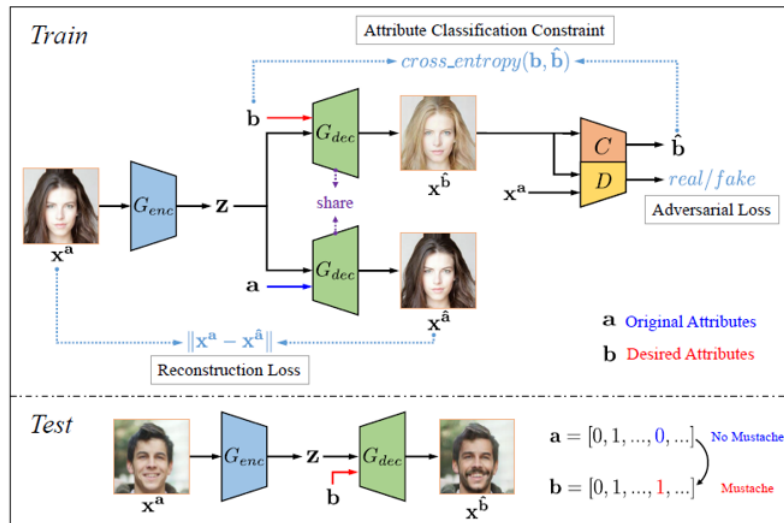 Train
Attribute Classification Constraint
cross_entropy(b, b̂)
b
G_dec
x^b̂
C
b̂
G_enc
z
share
x^a
D
real/fake
Adversarial Loss
x^a
a
G_dec
x^â
‖x^a − x^â‖
Reconstruction Loss
a Original Attributes
b Desired Attributes
Test
x^a
G_enc
z
b
G_dec
x^b̂
a = [0, 1, ..., 0, ...] No Mustache
b = [0, 1, ..., 1, ...] Mustache